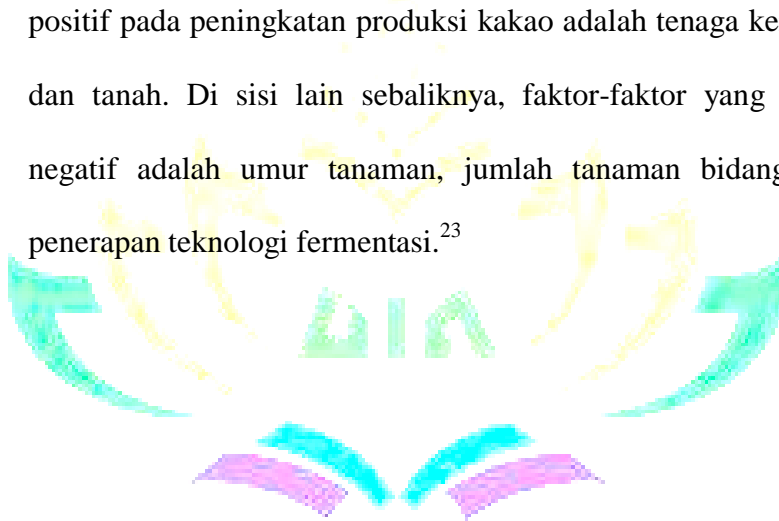 positif pada peningkatan produksi kakao adalah tenaga ke
dan tanah. Di sisi lain sebaliknya, faktor-faktor yang
negatif adalah umur tanaman, jumlah tanaman bidang
penerapan teknologi fermentasi.23